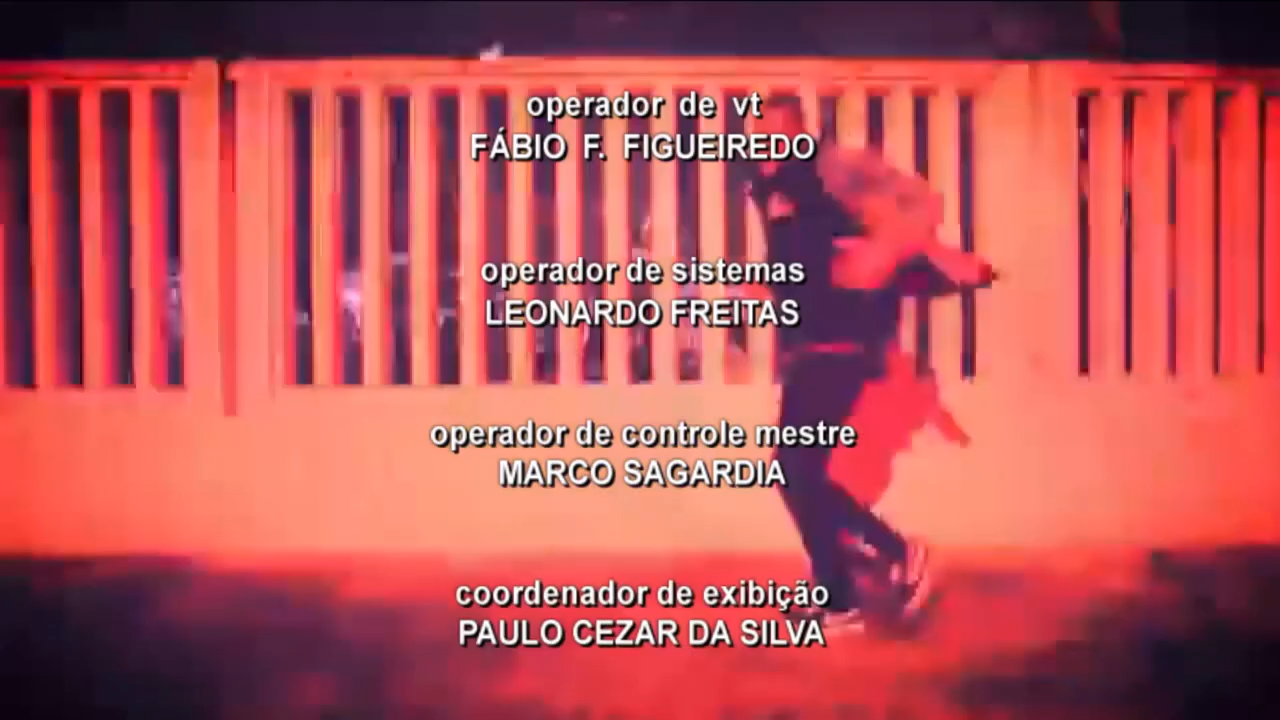 operador de vt
FÁBIO F. FIGUEIREDO
operador de sistemas
LEONARDO FREITAS
operador de controle mestre
MARCO SAGARDIA
coordenador de exibição
PAULO CEZAR DA SILVA